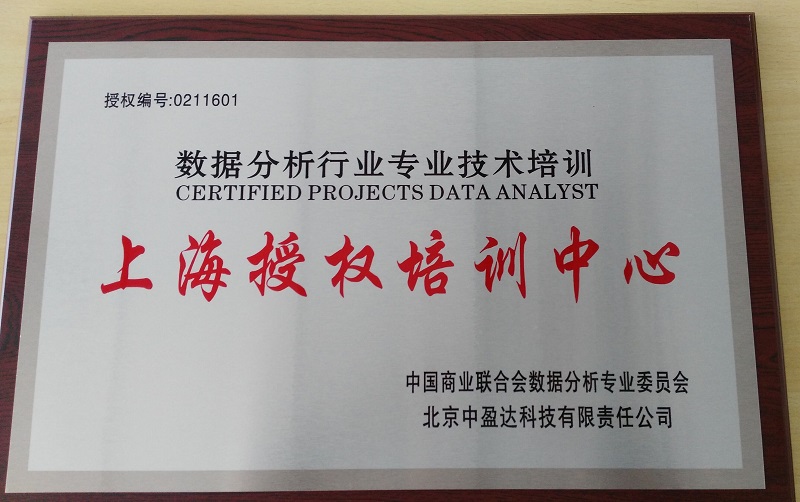 授权编号:0211601
数据分析行业专业技术培训
CERTIFIED PROJECTS DATA ANALYST
上海授权培训中心
中国商业联合会数据分析专业委员会
北京中盈达科技有限责任公司